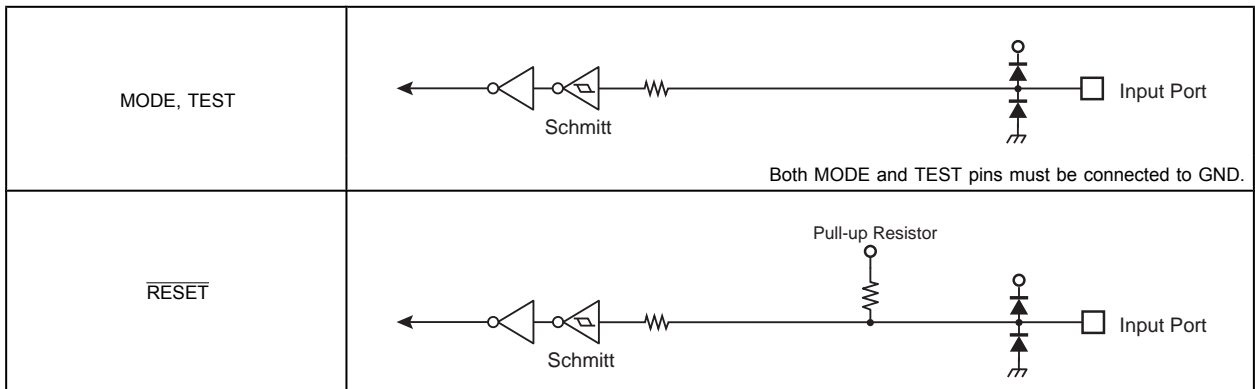 MODE, TEST
Input Port
Schmitt
Both MODE and TEST pins must be connected to GND.
Pull-up Resistor
RESET
Input Port
Schmitt